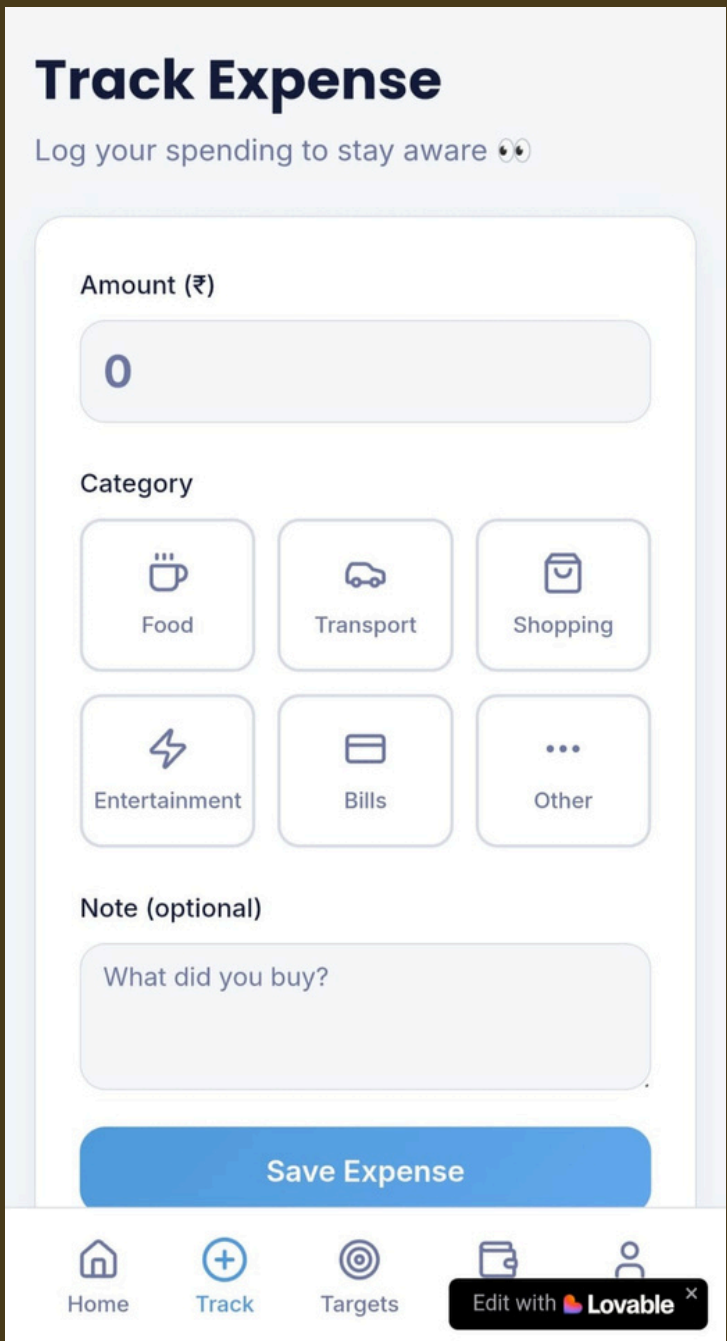 Track Expense
Log your spending to stay aware 👀
Amount (₹)
0
Category
Food Transport Shopping
Entertainment Bills Other
Note (optional)
What did you buy?
Save Expense
Home Track Targets
Edit with Lovable ×